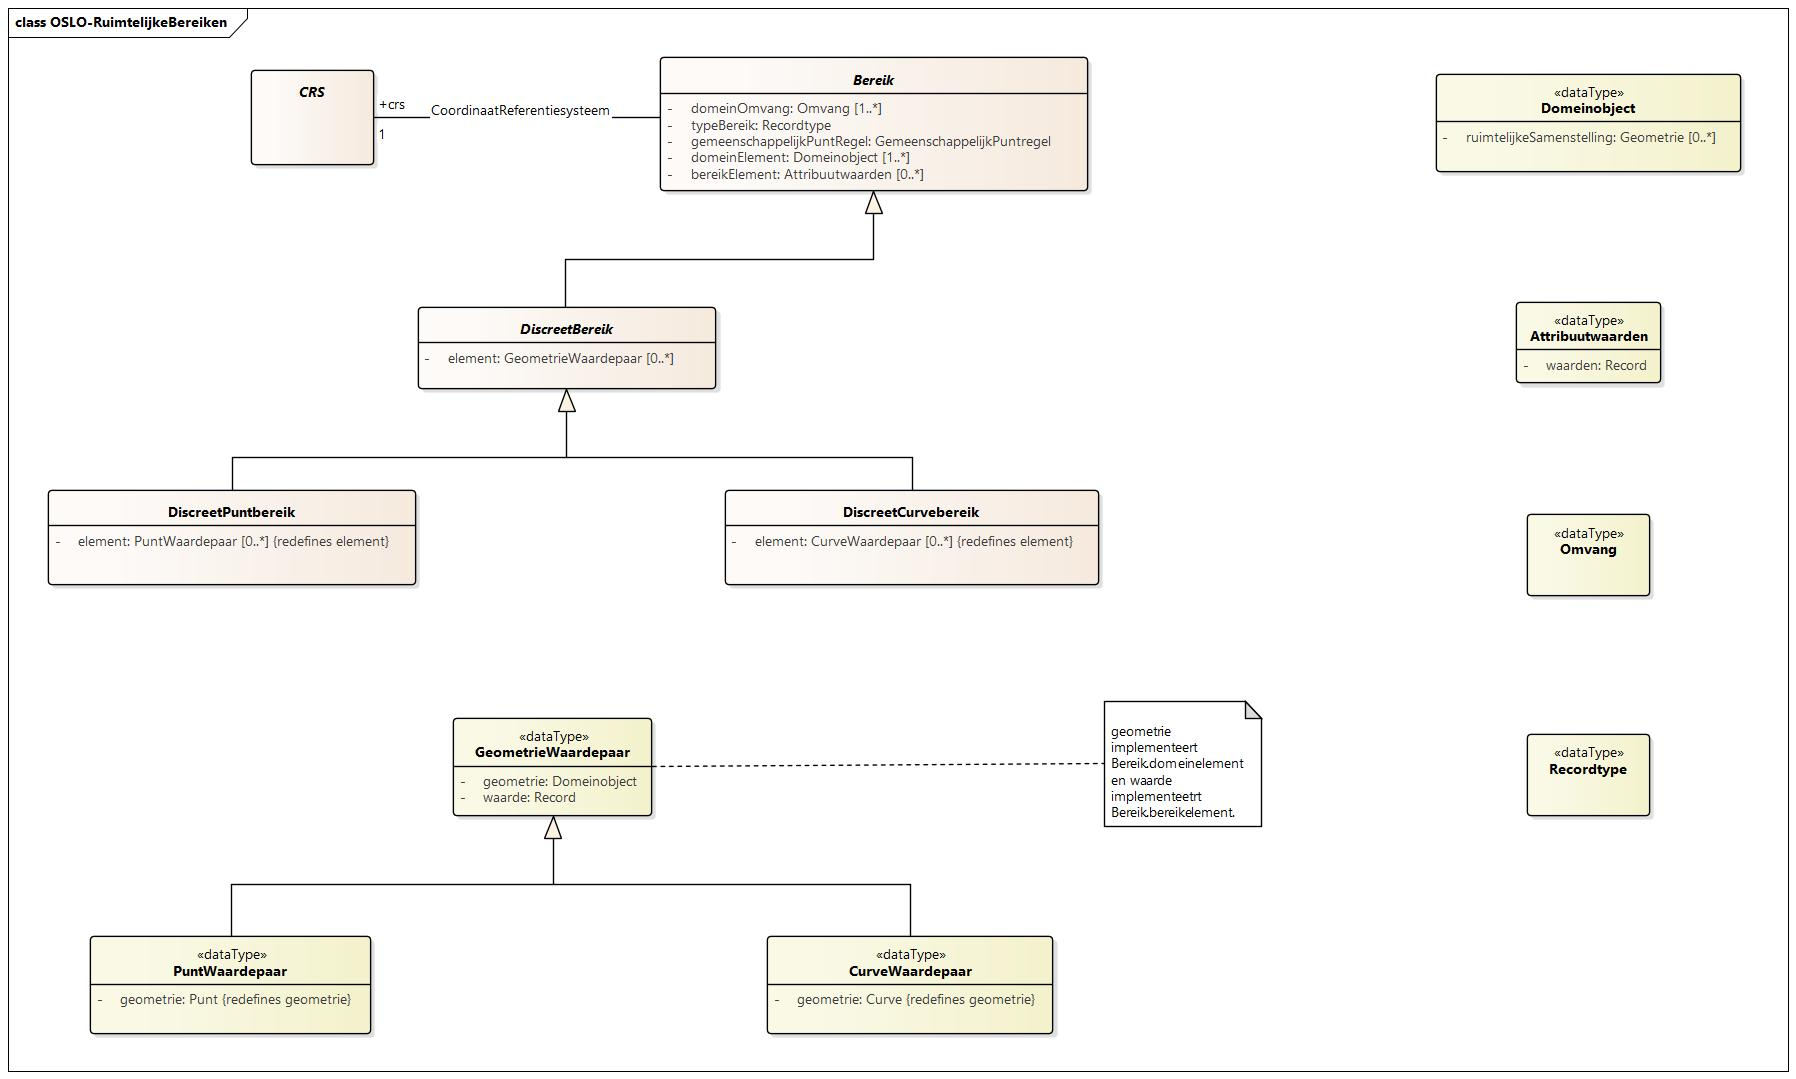 class OSLO-RuimtelijkeBereiken
CRS
+crs
1
CoordinaatReferentiesysteem
Bereik
- domeinOmvang: Omvang [1..*]
- typeBereik: Recordtype
- gemeenschappelijkPuntRegel: GemeenschappelijkPuntregel
- domeinElement: Domeinobject [1..*]
- bereikElement: Attribuutwaarden [0..*]
«dataType»
Domeinobject
- ruimtelijkeSamenstelling: Geometrie [0..*]
DiscreetBereik
- element: GeometrieWaardepaar [0..*]
«dataType»
Attribuutwaarden
- waarden: Record
DiscreetPuntbereik
- element: PuntWaardepaar [0..*] {redefines element}
DiscreetCurvebereik
- element: CurveWaardepaar [0..*] {redefines element}
«dataType»
Omvang
«dataType»
GeometrieWaardepaar
- geometrie: Domeinobject
- waarde: Record
geometrie
implementeert
Bereik.domeinelement
en waarde
implementeetrt
Bereik.bereikelement.
«dataType»
Recordtype
«dataType»
PuntWaardepaar
- geometrie: Punt {redefines geometrie}
«dataType»
CurveWaardepaar
- geometrie: Curve {redefines geometrie}